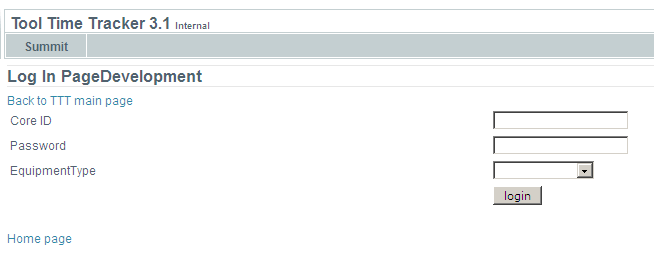 Tool Time Tracker 3.1 Internal
Summit
Log In PageDevelopment
Back to TTT main page
Core ID
Password
EquipmentType
login
Home page